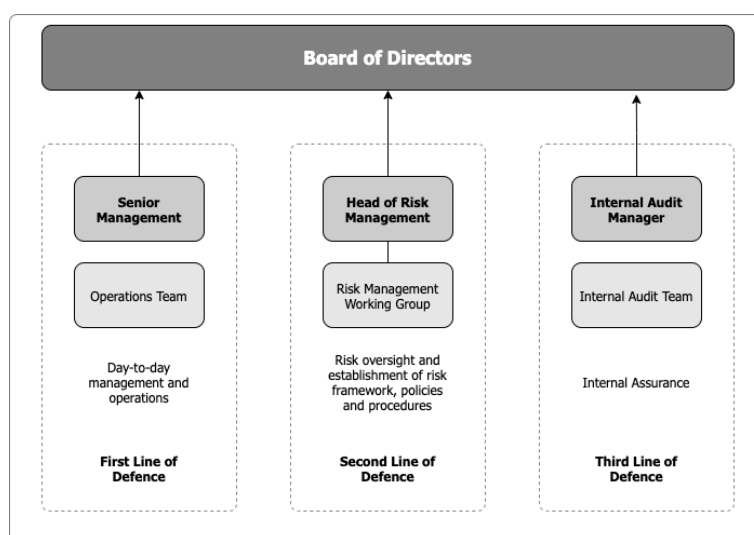 Board of Directors
Senior
Management
Operations Team
Day-to-day
management and
operations
First Line of
Defence
Head of Risk
Management
Risk Management
Working Group
Risk oversight and
establishment of risk
framework, policies
and procedures
Second Line of
Defence
Internal Audit
Manager
Internal Audit Team
Internal Assurance
Third Line of
Defence